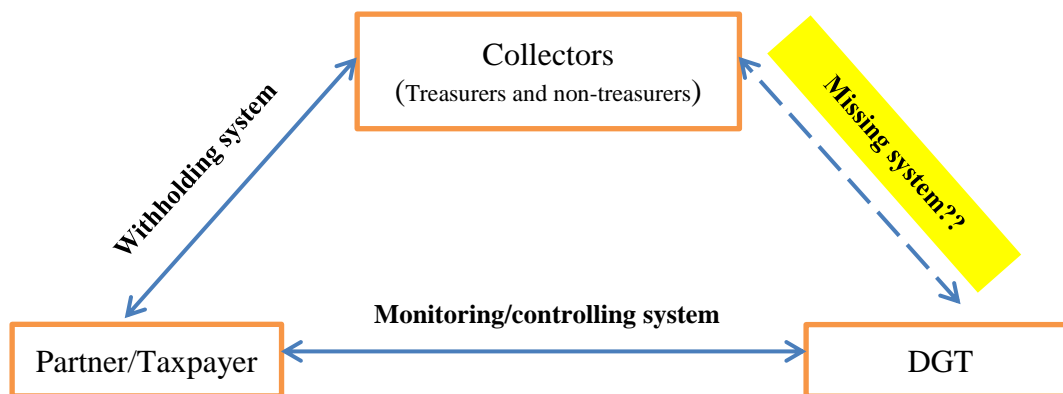 Collectors
(Treasurers and non-treasurers)
Withholding system
Missing system??
Monitoring/controlling system
Partner/Taxpayer
DGT